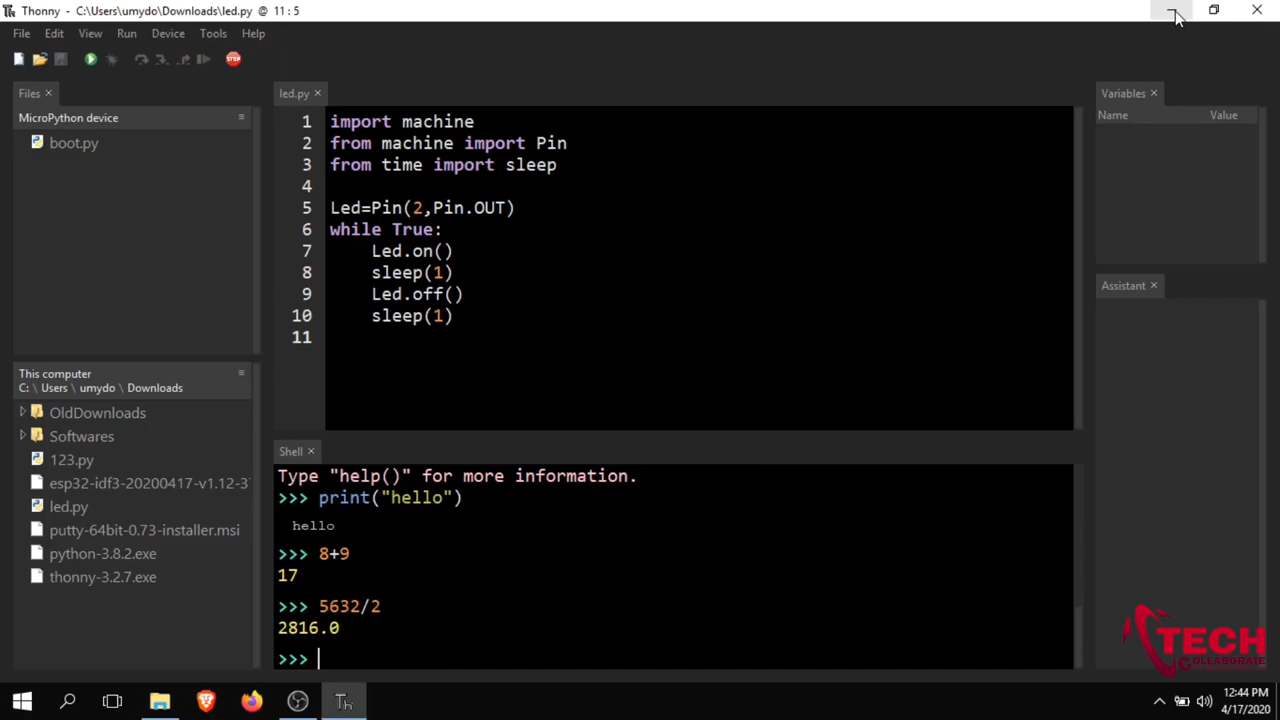 Thonny - C:\Users\umydo\Downloads\led.py @ 11 : 5
File Edit View Run Device Tools Help
STOP
Files ×
MicroPython device
boot.py
This computer
C: \ Users \ umydo \ Downloads
OldDownloads
Softwares
123.py
esp32-idf3-20200417-v1.12-3
led.py
putty-64bit-0.73-installer.msi
python-3.8.2.exe
thonny-3.2.7.exe
led.py ×
1 import machine
2 from machine import Pin
3 from time import sleep
4
5 Led=Pin(2,Pin.OUT)
6 while True:
7 Led.on()
8 sleep(1)
9 Led.off()
10 sleep(1)
11
Shell ×
Type "help()" for more information.
>>> print("hello")
hello
>>> 8+9
17
>>> 5632/2
2816.0
>>>
Variables ×
Name Value
Assistant ×
TECH
COLLABORATE
Th
12:44 PM
4/17/2020